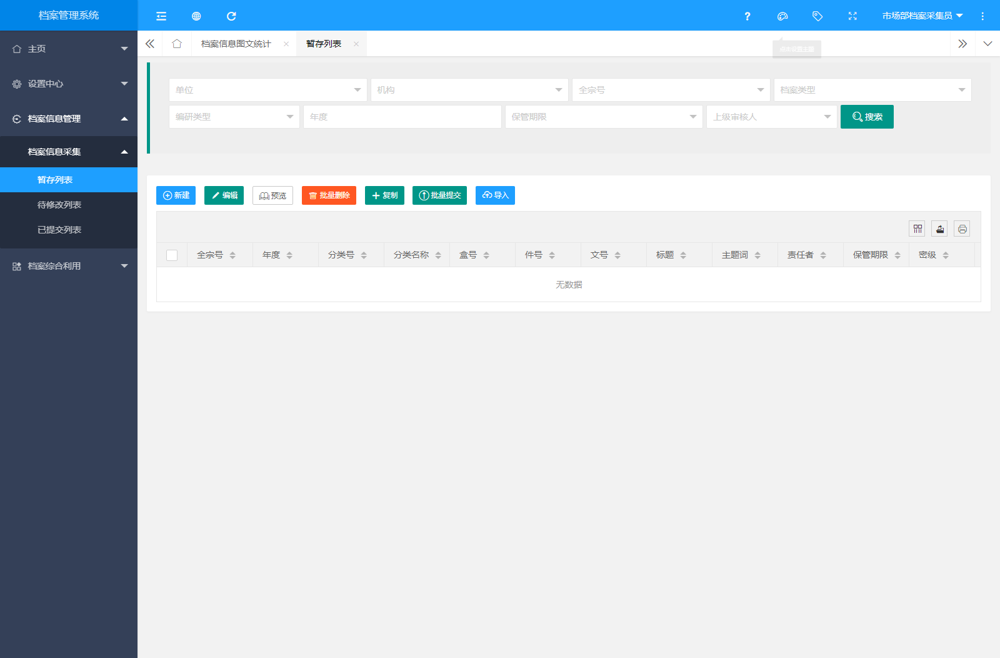 档案管理系统
市场部档案采集员
主页
设置中心
档案信息管理
档案信息采集
暂存列表
待修改列表
已提交列表
档案综合利用
档案信息图文统计
暂存列表
点击设置主题
单位
机构
全宗号
档案类型
编研类型
年度
保管期限
上级审核人
搜索
新建
编辑
预览
批量删除
复制
批量提交
导入
全宗号
年度
分类号
分类名称
盒号
件号
文号
标题
主题词
责任者
保管期限
密级
无数据